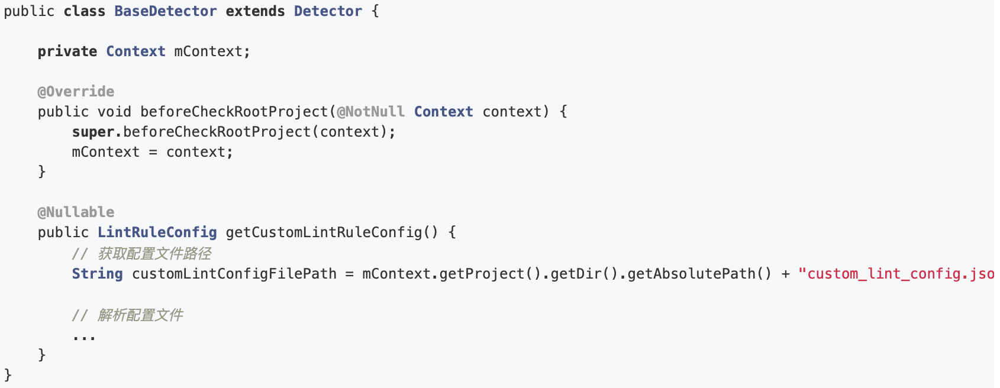 public class BaseDetector extends Detector {
private Context mContext;
@Override
public void beforeCheckRootProject(@NotNull Context context) {
super.beforeCheckRootProject(context);
mContext = context;
}
@Nullable
public LintRuleConfig getCustomLintRuleConfig() {
// 获取配置文件路径
String customLintConfigFilePath = mContext.getProject().getDir().getAbsolutePath() + "custom_lint_config.jso
// 解析配置文件
...
}
}